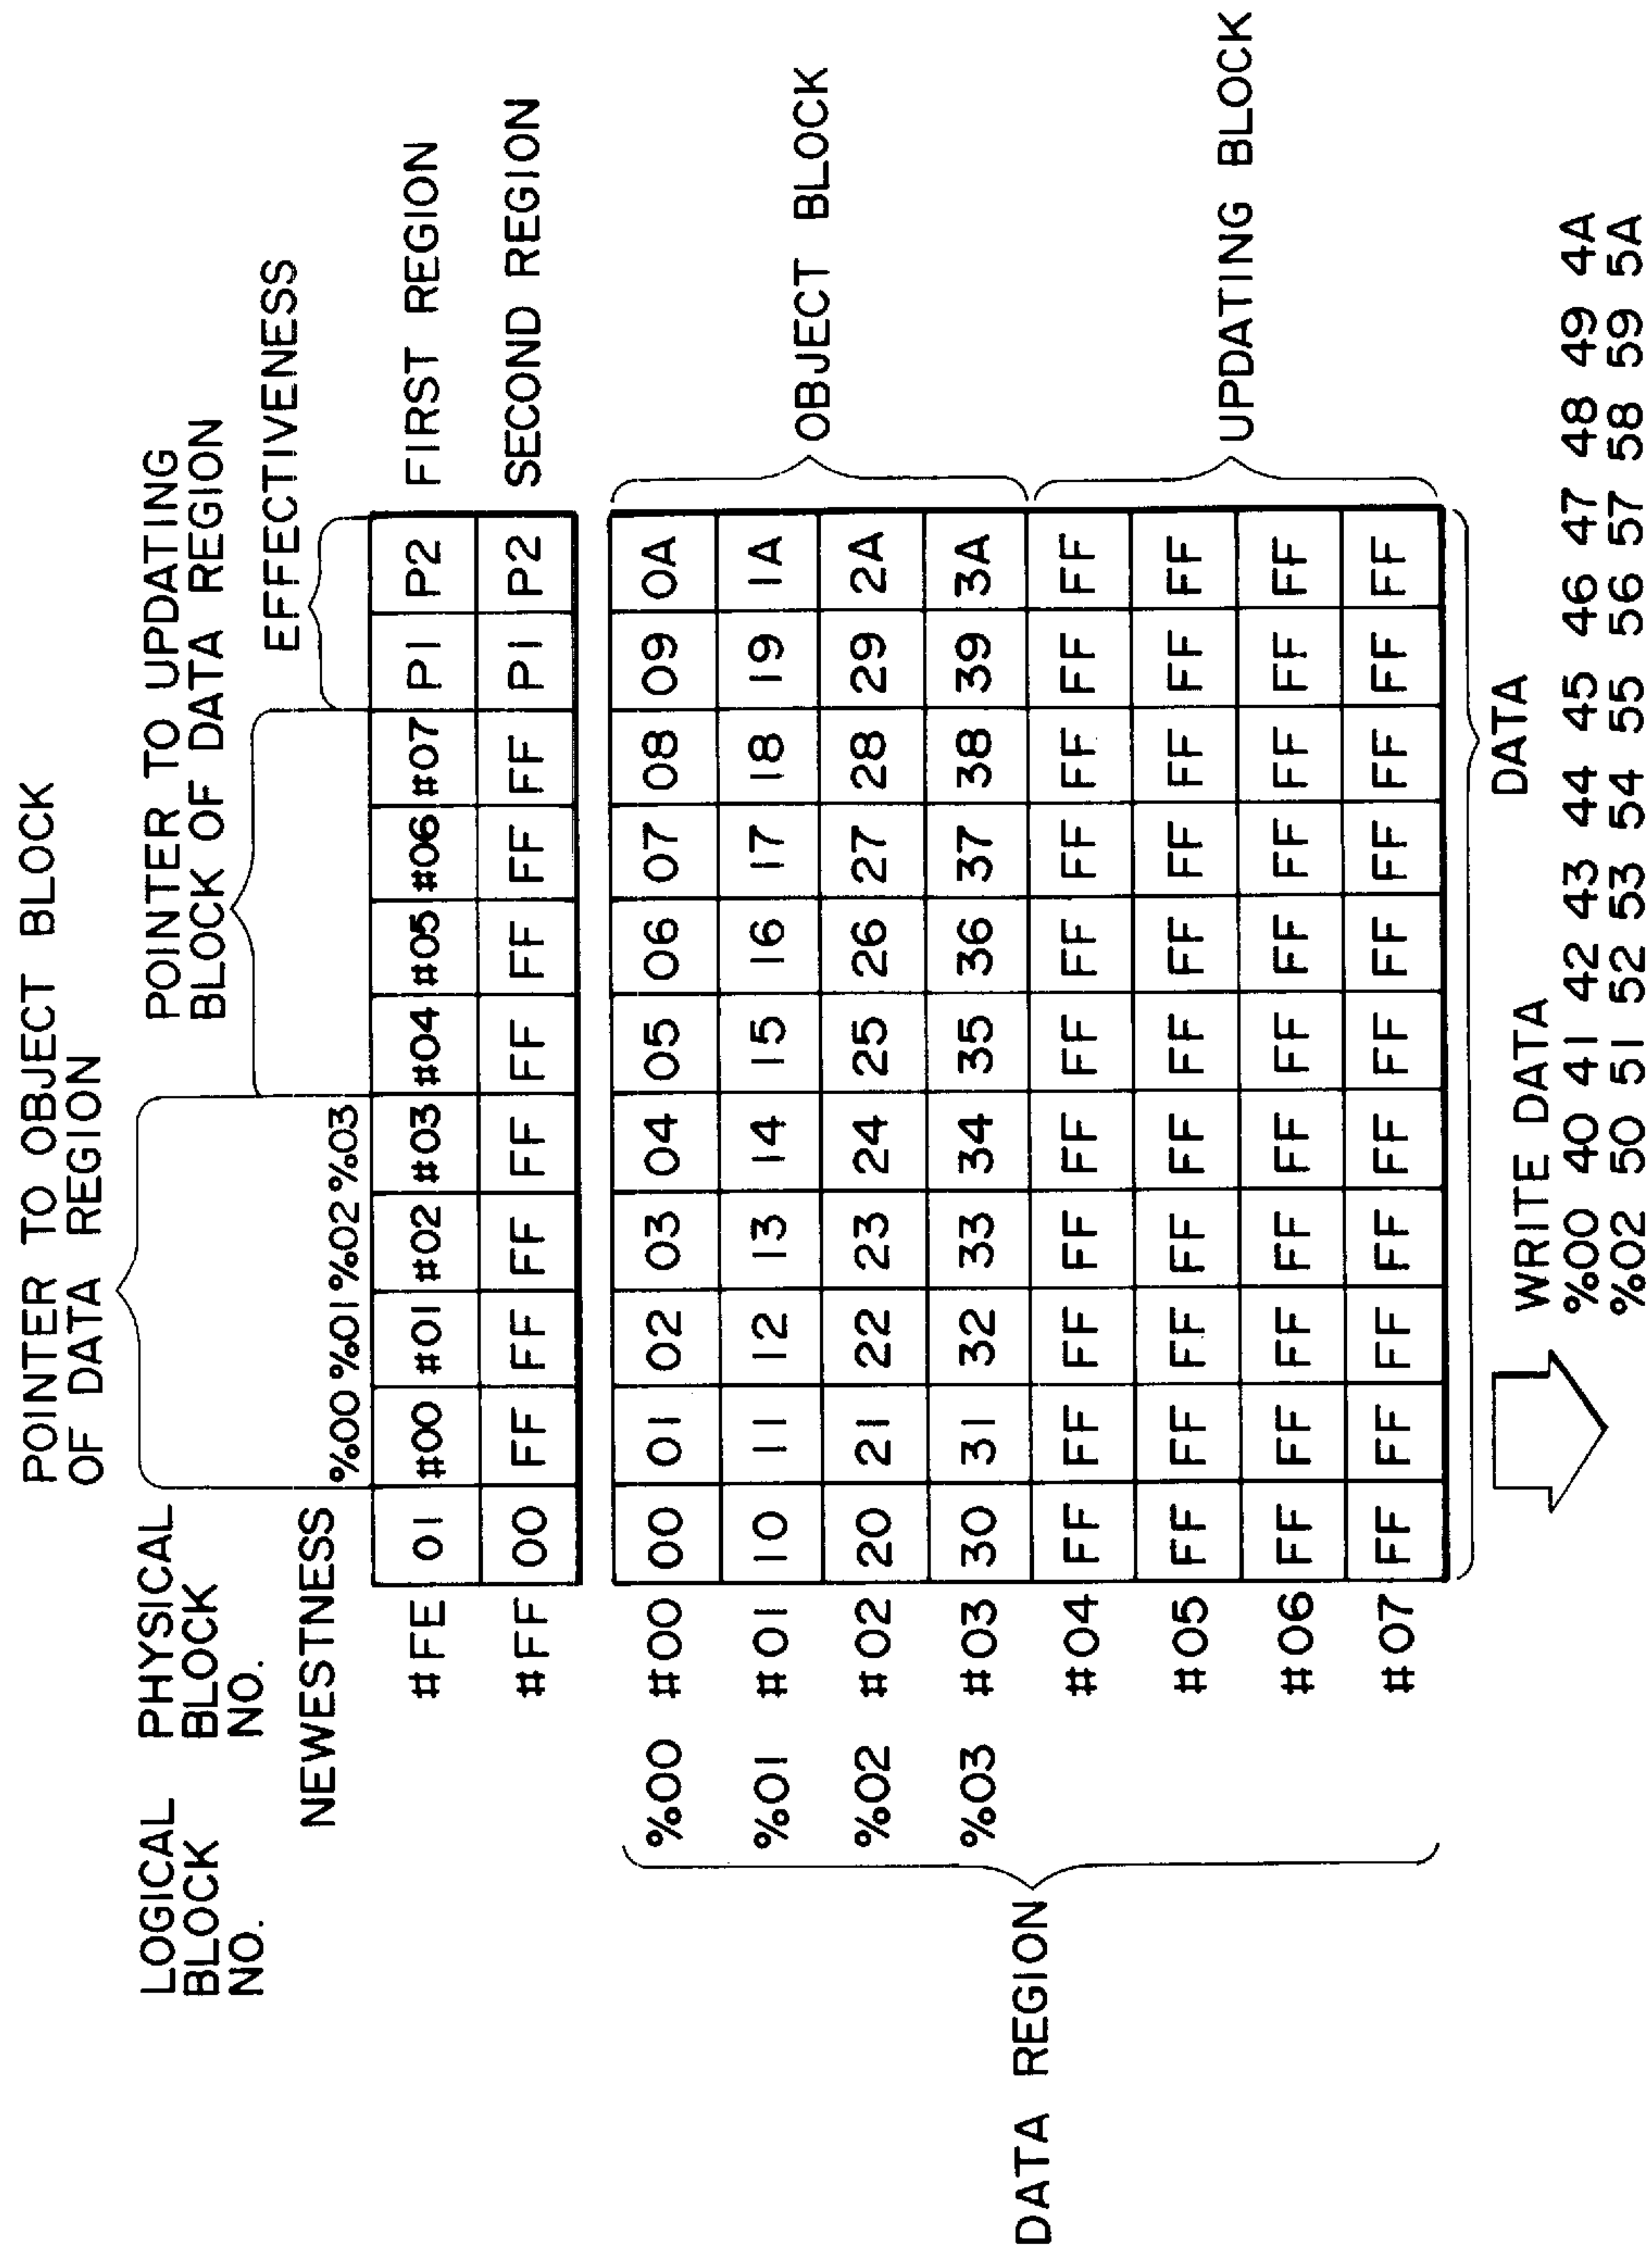 POINTER TO OBJECT BLOCK
OF DATA REGION
POINTER TO UPDATING
BLOCK OF DATA REGION
LOGICAL BLOCK NO.
PHYSICAL BLOCK NO.
EFFECTIVENESS
NEWESTNESS
%00 %01 %02 %03
#FE 01 #00 #01 #02 #03 #04 #05 #06 #07 P1 P2 FIRST REGION
#FF 00 FF FF FF FF FF FF FF FF P1 P2 SECOND REGION
%00 #00 00 01 02 03 04 05 06 07 08 09 0A
%01 #01 10 11 12 13 14 15 16 17 18 19 1A
OBJECT BLOCK
%02 #02 20 21 22 23 24 25 26 27 28 29 2A
%03 #03 30 31 32 33 34 35 36 37 38 39 3A
DATA REGION
#04 FF FF FF FF FF FF FF FF FF FF FF
#05 FF FF FF FF FF FF FF FF FF FF FF
UPDATING BLOCK
#06 FF FF FF FF FF FF FF FF FF FF FF
#07 FF FF FF FF FF FF FF FF FF FF FF
DATA
WRITE DATA
%00 40 41 42 43 44 45 46 47 48 49 4A
%02 50 51 52 53 54 55 56 57 58 59 5A